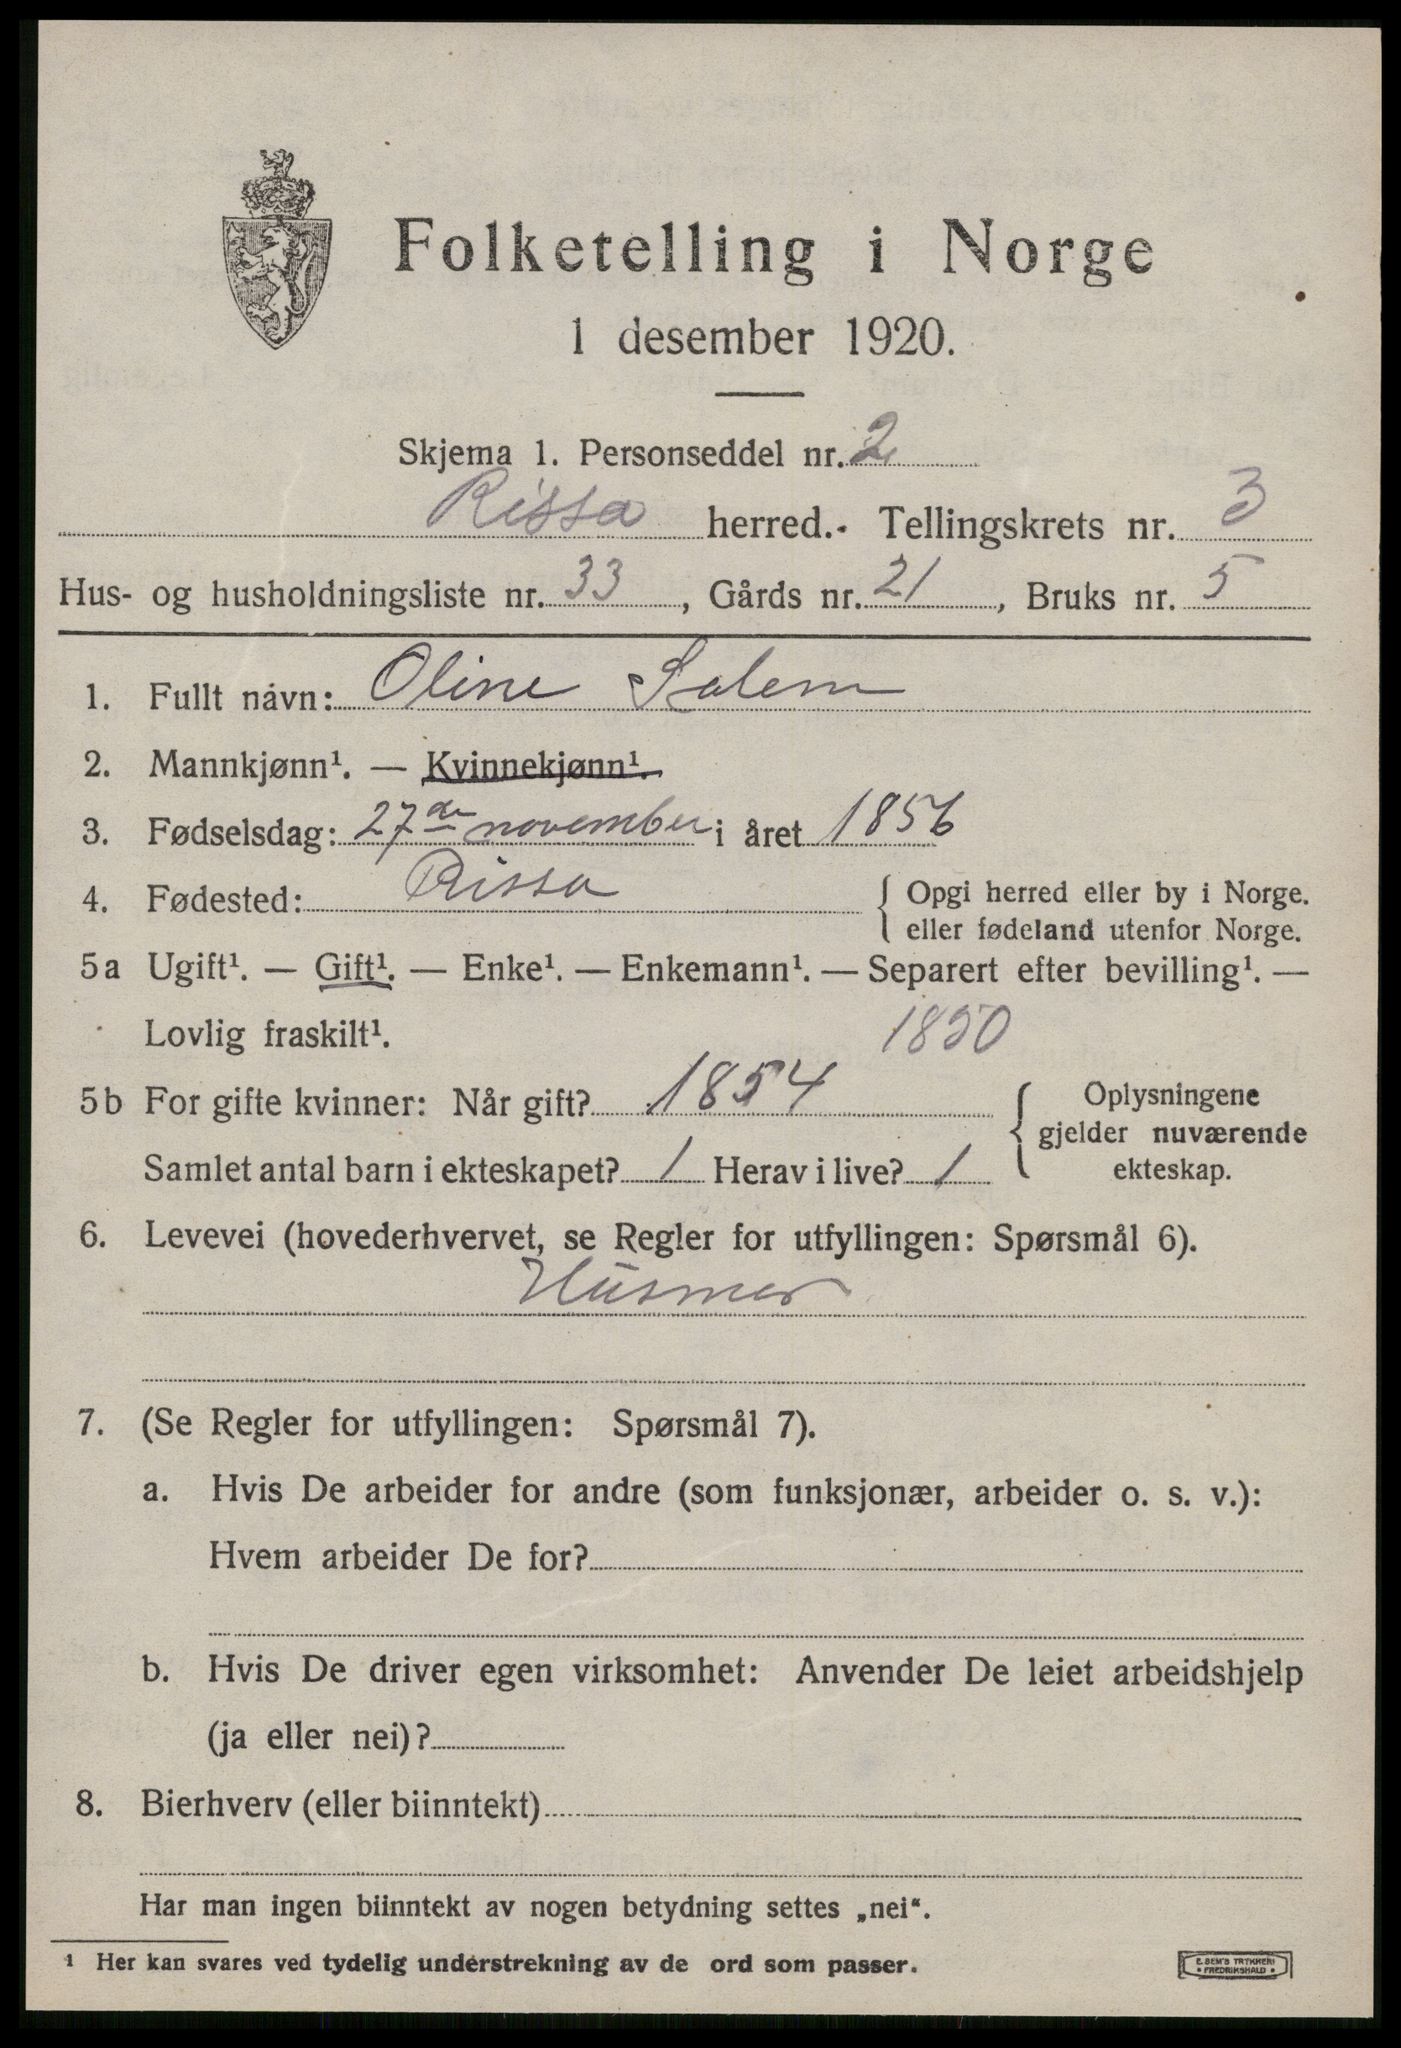 Folketelling i Norge
1 desember 1920.
Skjema 1. Personseddel nr. 2
Rissa herred. - Tellingskrets nr. 3
Hus- og husholdningsliste nr. 33, Gårds nr. 21, Bruks nr. 5
1. Fullt navn: Oline Salem
2. Mannkjønn¹. — Kvinnekjønn¹.
3. Fødselsdag: 27de november i året 1856
4. Fødested: Rissa { Opgi herred eller by i Norge.
eller fødeland utenfor Norge.
5a Ugift¹. — Gift¹. — Enke¹. — Enkemann¹. — Separert efter bevilling¹. —
Lovlig fraskilt¹.
1850
5b For gifte kvinner: Når gift? 1854 { Oplysningene
gjelder nuværende
ekteskap.
Samlet antal barn i ekteskapet? 1 Herav i live? 1
6. Levevei (hovederhvervet, se Regler for utfyllingen: Spørsmål 6).
Husmor
7. (Se Regler for utfyllingen: Spørsmål 7).
a. Hvis De arbeider for andre (som funksjonær, arbeider o. s. v.):
Hvem arbeider De for?
b. Hvis De driver egen virksomhet: Anvender De leiet arbeidshjelp
(ja eller nei)?
8. Bierhverv (eller biinntekt)
Har man ingen biinntekt av nogen betydning settes „nei“.
¹ Her kan svares ved tydelig understrekning av de ord som passer.
E. SEM'S TRYKKERI
• FREDRIKSHALD •